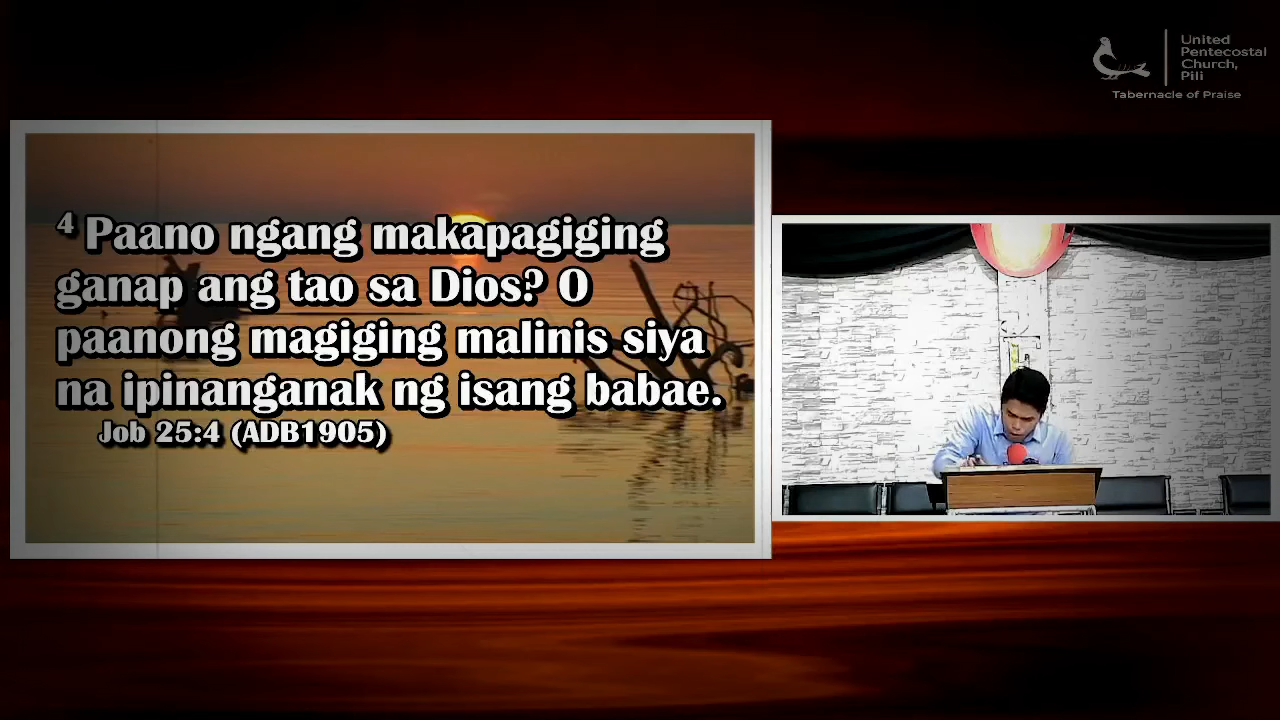 United
Pentecostal
Church,
Pili
Tabernacle of Praise
4 Paano ngang makapagiging
ganap ang tao sa Dios? O
paanong magiging malinis siya
na ipinanganak ng isang babae.
Job 25:4 (ADB1905)